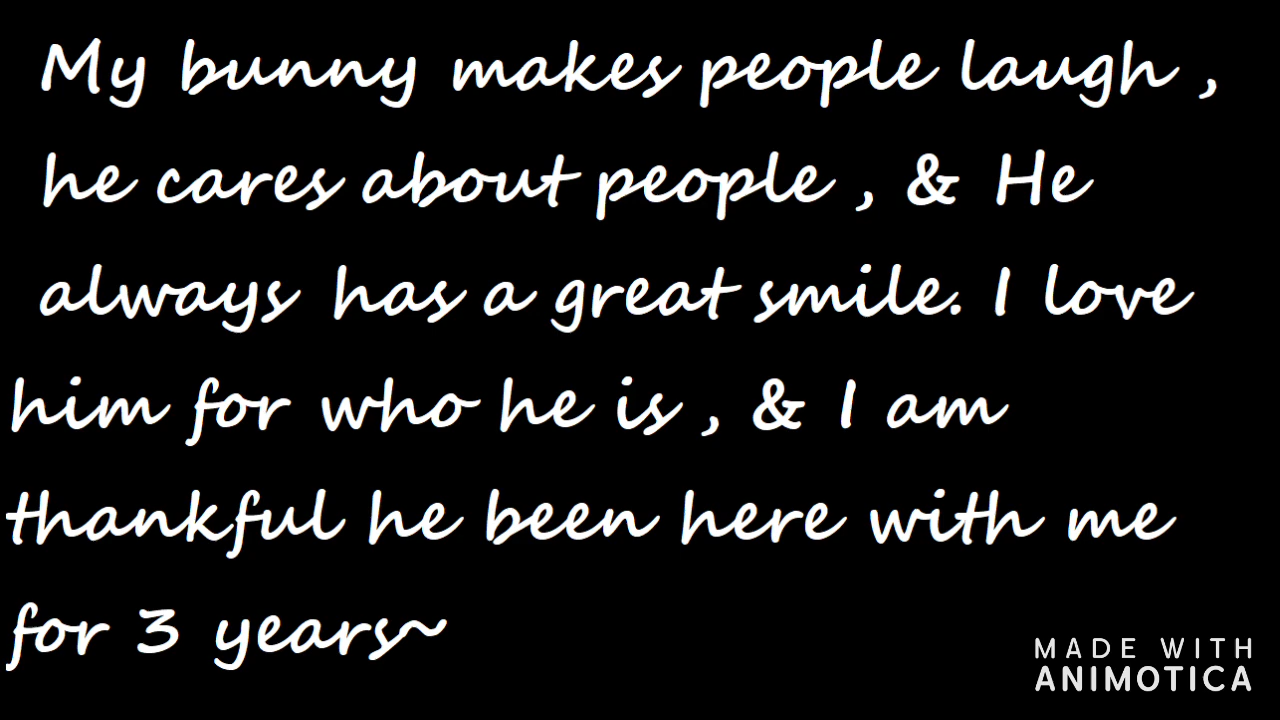 My bunny makes people laugh ,
he cares about people , & He
always has a great smile. I love
him for who he is , & I am
thankful he been here with me
for 3 years~
MADE WITH
ANIMOTICA